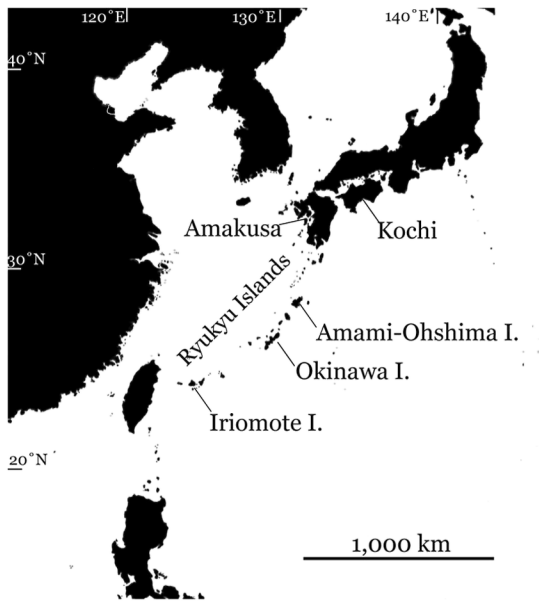 120°E
130°E
140°E
40°N
Amakusa
Kochi
30°N
Ryukyu Islands
Amami-Ohshima I.
Okinawa I.
Iriomote I.
20°N
1,000 km